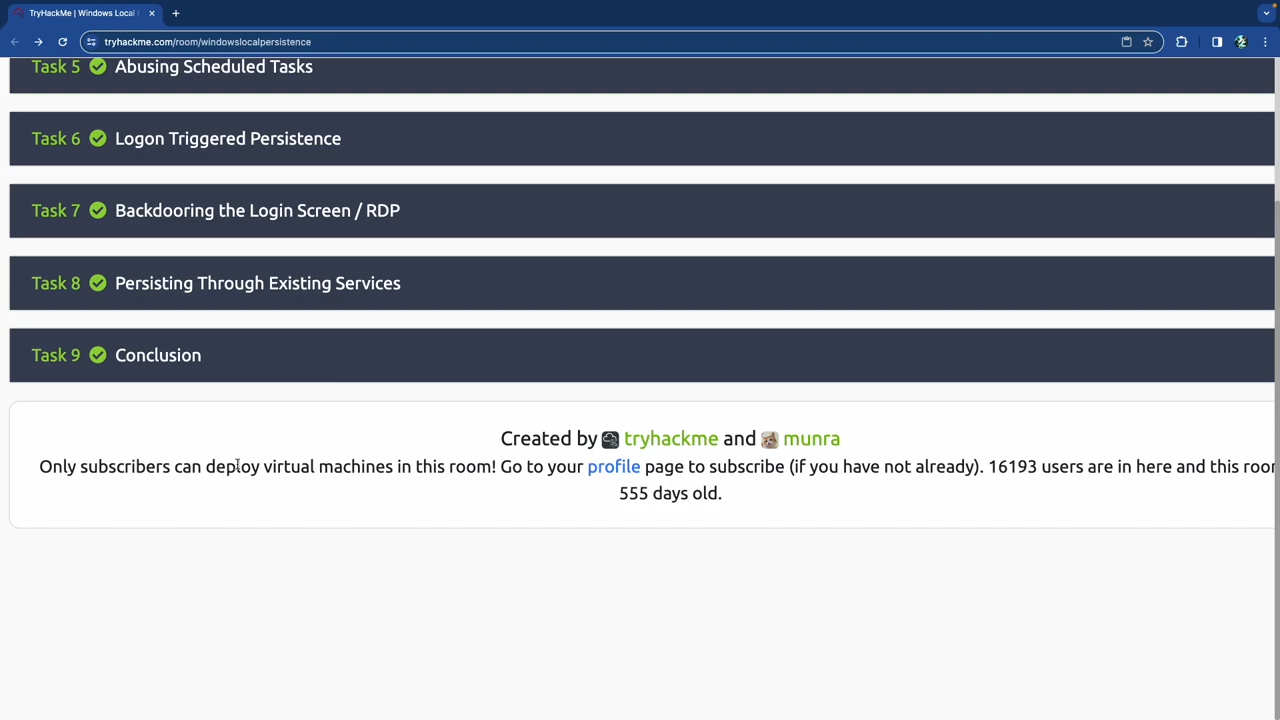 TryHackMe | Windows Local
tryhackme.com/room/windowslocalpersistence
Task 5 Abusing Scheduled Tasks
Task 6 Logon Triggered Persistence
Task 7 Backdooring the Login Screen / RDP
Task 8 Persisting Through Existing Services
Task 9 Conclusion
Created by tryhackme and munra
Only subscribers can deploy virtual machines in this room! Go to your profile page to subscribe (if you have not already). 16193 users are in here and this roor
555 days old.